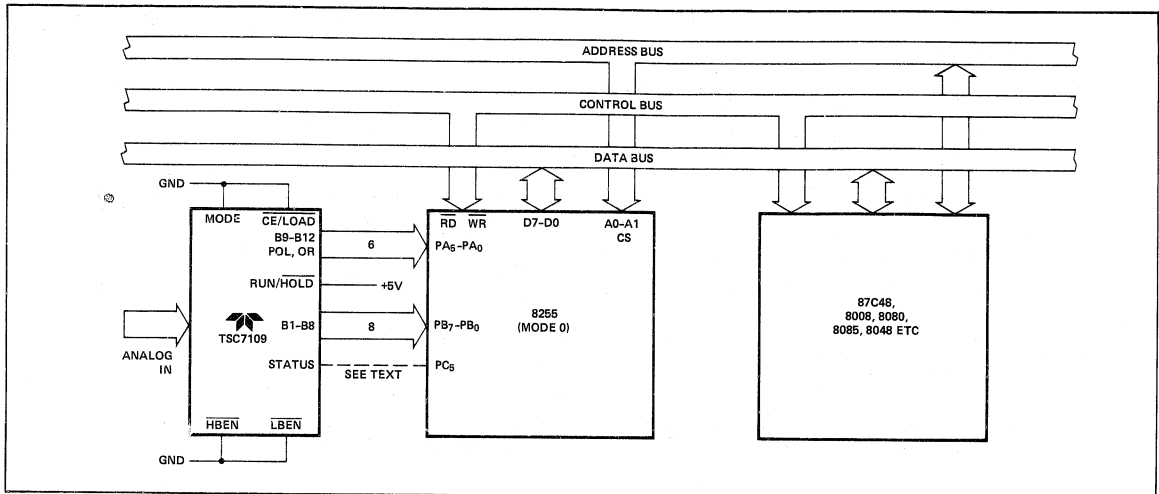 ADDRESS BUS
CONTROL BUS
DATA BUS
GND
MODE
CE/LOAD
B9–B12
POL, OR
6
PA5–PA0
RUN/HOLD
+5V
TSC7109
B1–B8
8
PB7–PB0
ANALOG
IN
STATUS
SEE TEXT
PC5
HBEN
LBEN
GND
RD
WR
D7–D0
A0–A1
CS
8255
(MODE 0)
87C48,
8008, 8080,
8085, 8048 ETC